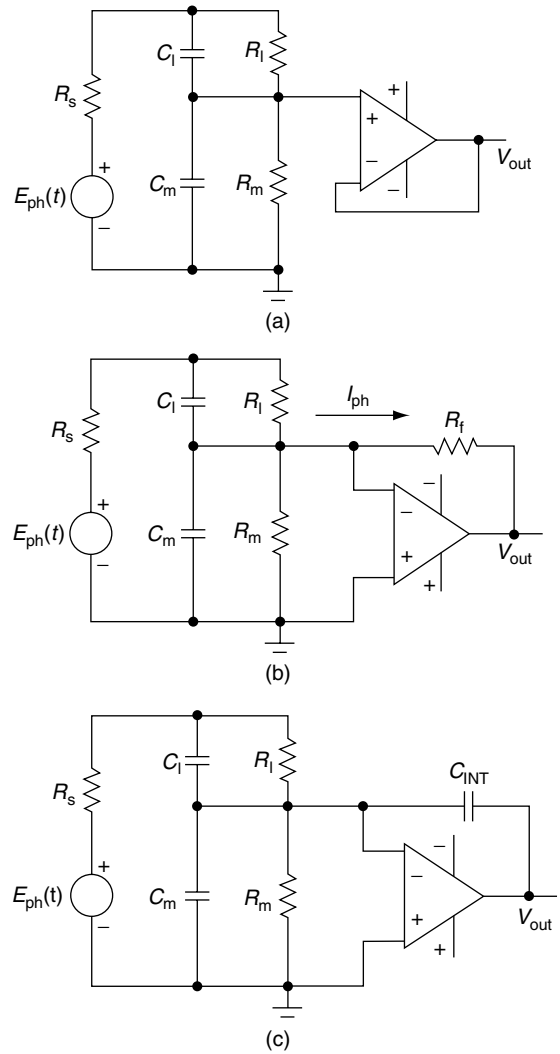 C_l
R_l
R_s
+
+
−
V_out
E_ph(t)
+
−
C_m
R_m
−
(a)
I_ph
C_l
R_l
R_f
R_s
−
−
+
E_ph(t)
+
−
C_m
R_m
V_out
+
(b)
C_INT
C_l
R_l
R_s
−
−
+
E_ph(t)
+
−
C_m
R_m
V_out
+
(c)